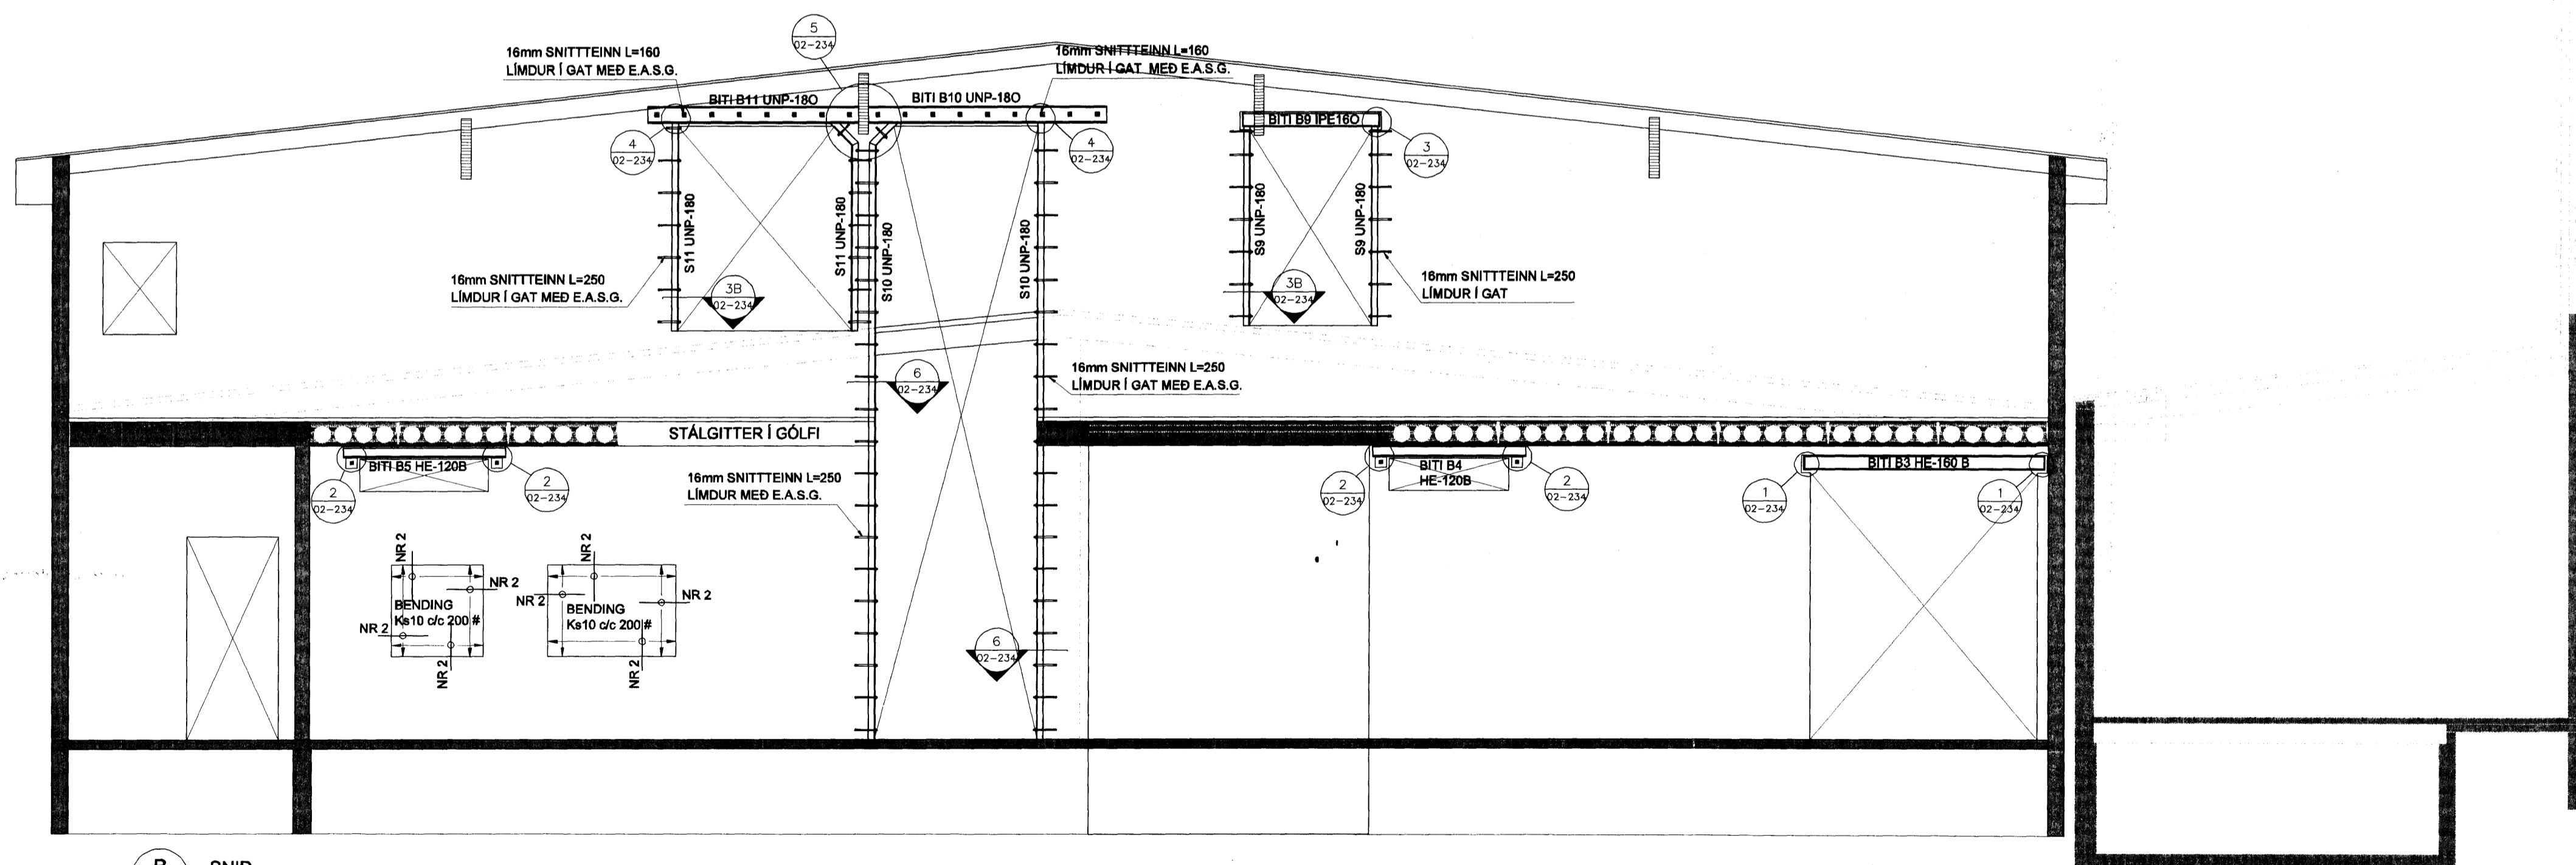 5
02-234
16mm SNITTTEINN L=160
LÍMDUR Í GAT MEÐ E.A.S.G.
16mm SNITTTEINN L=160
LÍMDUR Í GAT MEÐ E.A.S.G.
BITI B11 UNP-180
BITI B10 UNP-180
BITI B9 IPE160
4
02-234
4
02-234
3
02-234
S11 UNP-180
S11 UNP-180
S10 UNP-180
S10 UNP-180
S9 UNP-180
S9 UNP-180
16mm SNITTTEINN L=250
LÍMDUR Í GAT MEÐ E.A.S.G.
3B
02-234
3B
02-234
16mm SNITTTEINN L=250
LÍMDUR Í GAT
6
02-234
16mm SNITTTEINN L=250
LÍMDUR Í GAT MEÐ E.A.S.G.
STÁLGITTER Í GÓLFI
BITI B5 HE-120B
BITI B4
HE-120B
BITI B3 HE-160 B
2
02-234
2
02-234
16mm SNITTTEINN L=250
LÍMDUR MEÐ E.A.S.G.
2
02-234
2
02-234
1
02-234
1
02-234
NR 2
NR 2
BENDING
Ks10 c/c 200 #
NR 2
NR 2
NR 2
NR 2
BENDING
Ks10 c/c 200 #
NR 2
NR 2
6
02-234
B
SNIÐ